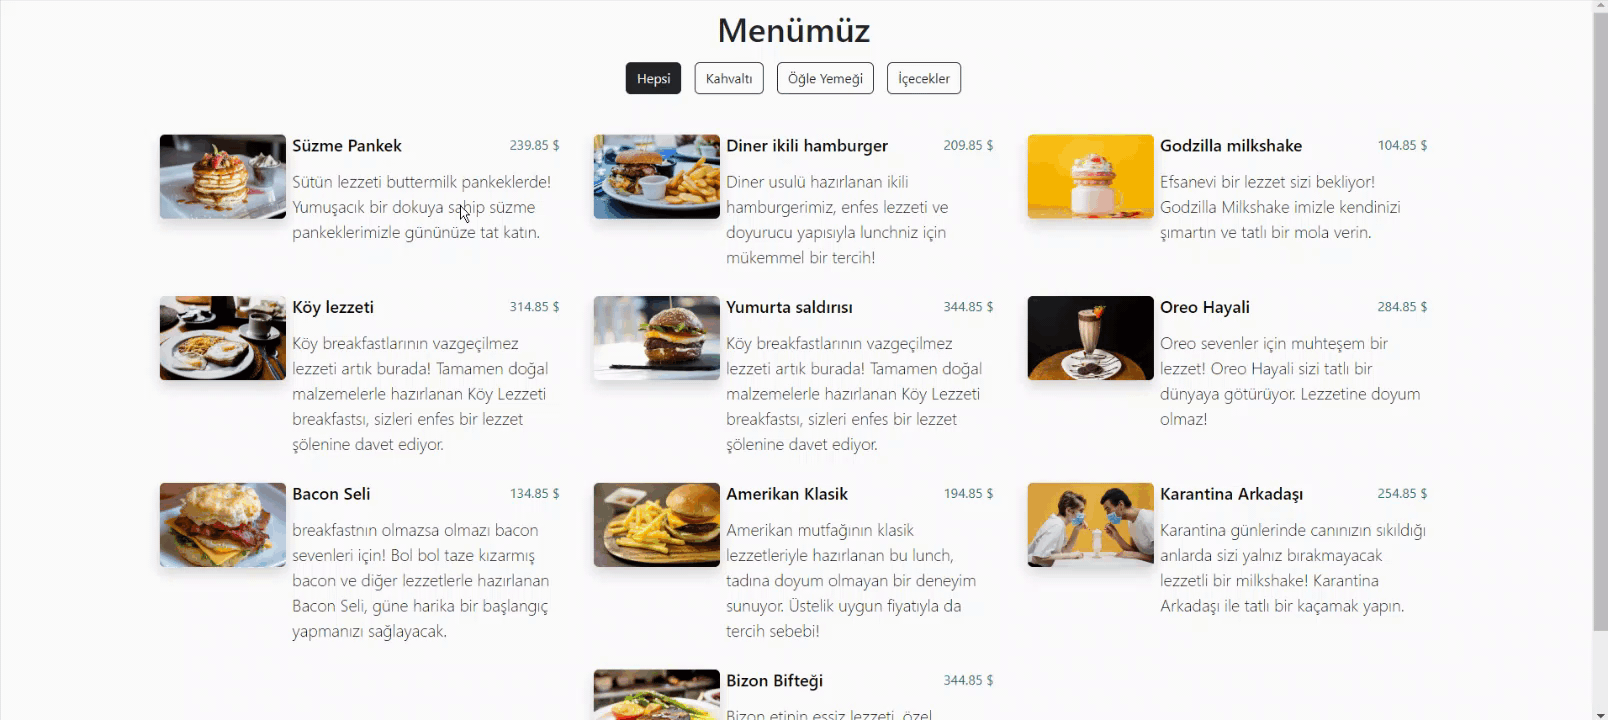 Menümüz
Hepsi
Kahvaltı
Öğle Yemeği
İçecekler
Süzme Pankek 239.85 $
Sütün lezzeti buttermilk pankeklerde!
Yumuşacık bir dokuya sahip süzme
pankeklerimizle gününüze tat katın.
Diner ikili hamburger 209.85 $
Diner usulü hazırlanan ikili
hamburgerimiz, enfes lezzeti ve
doyurucu yapısıyla lunchniz için
mükemmel bir tercih!
Godzilla milkshake 104.85 $
Efsanevi bir lezzet sizi bekliyor!
Godzilla Milkshake imizle kendinizi
şımartın ve tatlı bir mola verin.
Köy lezzeti 314.85 $
Köy breakfastlarının vazgeçilmez
lezzeti artık burada! Tamamen doğal
malzemelerle hazırlanan Köy Lezzeti
breakfastsı, sizleri enfes bir lezzet
şölenine davet ediyor.
Yumurta saldırısı 344.85 $
Köy breakfastlarının vazgeçilmez
lezzeti artık burada! Tamamen doğal
malzemelerle hazırlanan Köy Lezzeti
breakfastsı, sizleri enfes bir lezzet
şölenine davet ediyor.
Oreo Hayali 284.85 $
Oreo sevenler için muhteşem bir
lezzet! Oreo Hayali sizi tatlı bir
dünyaya götürüyor. Lezzetine doyum
olmaz!
Bacon Seli 134.85 $
breakfastnın olmazsa olmazı bacon
sevenleri için! Bol bol taze kızarmış
bacon ve diğer lezzetlerle hazırlanan
Bacon Seli, güne harika bir başlangıç
yapmanızı sağlayacak.
Amerikan Klasik 194.85 $
Amerikan mutfağının klasik
lezzetleriyle hazırlanan bu lunch,
tadına doyum olmayan bir deneyim
sunuyor. Üstelik uygun fiyatıyla da
tercih sebebi!
Karantina Arkadaşı 254.85 $
Karantina günlerinde canınızın sıkıldığı
anlarda sizi yalnız bırakmayacak
lezzetli bir milkshake! Karantina
Arkadaşı ile tatlı bir kaçamak yapın.
Bizon Bifteği 344.85 $
Bizon etinin eşsiz lezzeti, özel